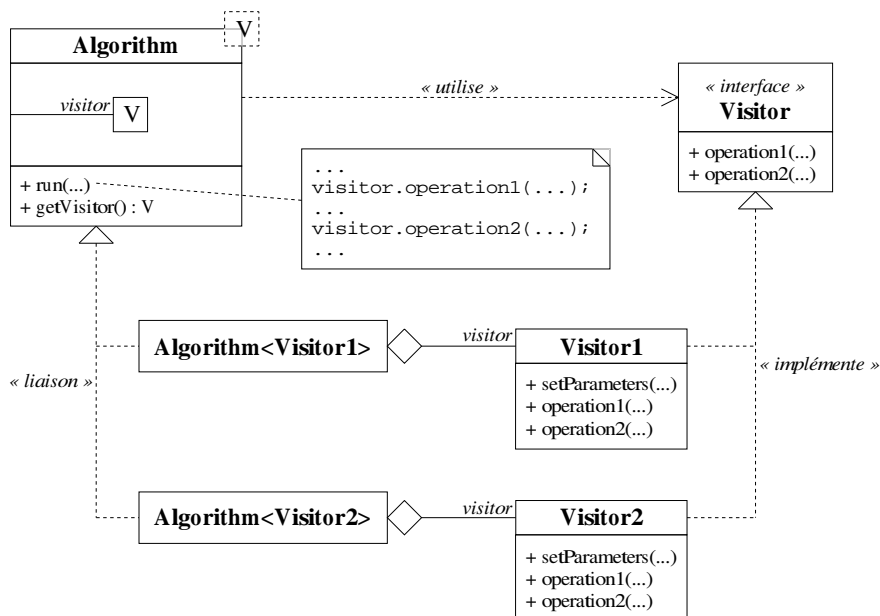 V
Algorithm
visitor
V
+ run(...)
+ getVisitor() : V
« utilise »
« interface »
Visitor
+ operation1(...)
+ operation2(...)
...
visitor.operation1(...);
...
visitor.operation2(...);
...
Algorithm<Visitor1>
visitor
Visitor1
+ setParameters(...)
+ operation1(...)
+ operation2(...)
« liaison »
« implémente »
Algorithm<Visitor2>
visitor
Visitor2
+ setParameters(...)
+ operation1(...)
+ operation2(...)